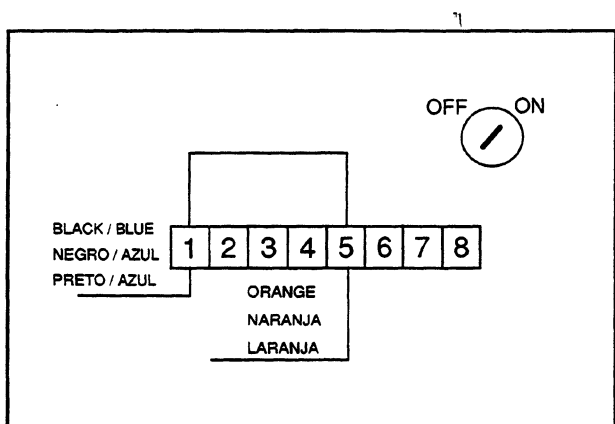 OFF ON
BLACK / BLUE
NEGRO / AZUL
PRETO / AZUL
1 2 3 4 5 6 7 8
ORANGE
NARANJA
LARANJA